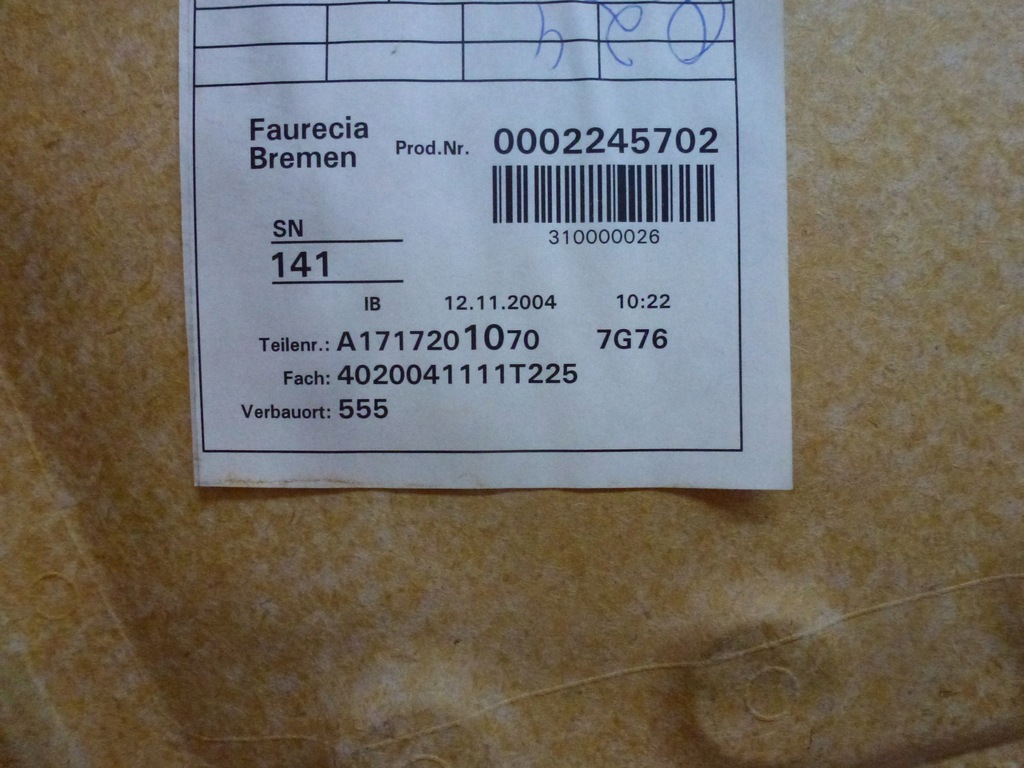 Faurecia
Bremen
Prod.Nr. 0002245702
310000026
SN
141
IB 12.11.2004 10:22
Teilenr.: A1717201070 7G76
Fach: 4020041111T225
Verbauort: 555